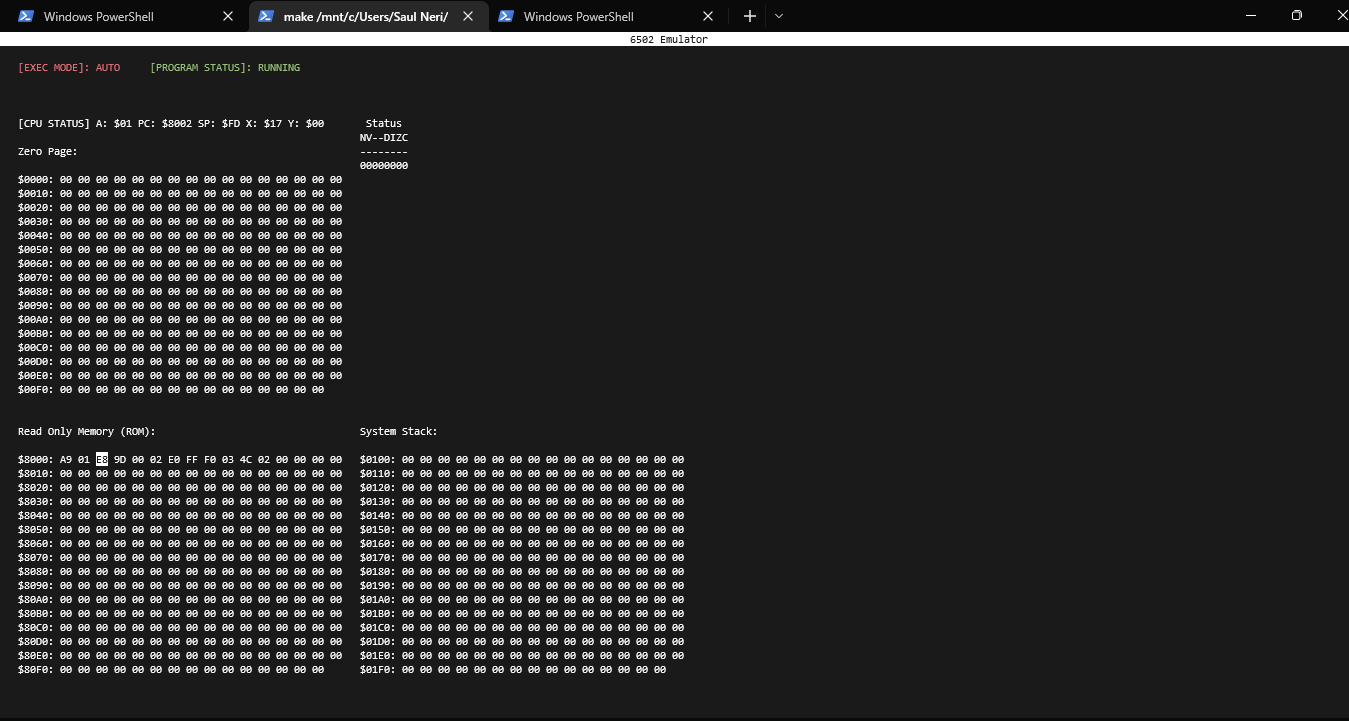 Windows PowerShell
make /mnt/c/Users/Saul Neri/
Windows PowerShell
6502 Emulator
[EXEC MODE]: AUTO [PROGRAM STATUS]: RUNNING
[CPU STATUS] A: $01 PC: $8002 SP: $FD X: $17 Y: $00
Status
NV--DIZC
--------
00000000
Zero Page:
$0000: 00 00 00 00 00 00 00 00 00 00 00 00 00 00 00 00
$0010: 00 00 00 00 00 00 00 00 00 00 00 00 00 00 00 00
$0020: 00 00 00 00 00 00 00 00 00 00 00 00 00 00 00 00
$0030: 00 00 00 00 00 00 00 00 00 00 00 00 00 00 00 00
$0040: 00 00 00 00 00 00 00 00 00 00 00 00 00 00 00 00
$0050: 00 00 00 00 00 00 00 00 00 00 00 00 00 00 00 00
$0060: 00 00 00 00 00 00 00 00 00 00 00 00 00 00 00 00
$0070: 00 00 00 00 00 00 00 00 00 00 00 00 00 00 00 00
$0080: 00 00 00 00 00 00 00 00 00 00 00 00 00 00 00 00
$0090: 00 00 00 00 00 00 00 00 00 00 00 00 00 00 00 00
$00A0: 00 00 00 00 00 00 00 00 00 00 00 00 00 00 00 00
$00B0: 00 00 00 00 00 00 00 00 00 00 00 00 00 00 00 00
$00C0: 00 00 00 00 00 00 00 00 00 00 00 00 00 00 00 00
$00D0: 00 00 00 00 00 00 00 00 00 00 00 00 00 00 00 00
$00E0: 00 00 00 00 00 00 00 00 00 00 00 00 00 00 00 00
$00F0: 00 00 00 00 00 00 00 00 00 00 00 00 00 00 00
Read Only Memory (ROM):
$8000: A9 01 E8 9D 00 02 E0 FF F0 03 4C 02 00 00 00 00
$8010: 00 00 00 00 00 00 00 00 00 00 00 00 00 00 00 00
$8020: 00 00 00 00 00 00 00 00 00 00 00 00 00 00 00 00
$8030: 00 00 00 00 00 00 00 00 00 00 00 00 00 00 00 00
$8040: 00 00 00 00 00 00 00 00 00 00 00 00 00 00 00 00
$8050: 00 00 00 00 00 00 00 00 00 00 00 00 00 00 00 00
$8060: 00 00 00 00 00 00 00 00 00 00 00 00 00 00 00 00
$8070: 00 00 00 00 00 00 00 00 00 00 00 00 00 00 00 00
$8080: 00 00 00 00 00 00 00 00 00 00 00 00 00 00 00 00
$8090: 00 00 00 00 00 00 00 00 00 00 00 00 00 00 00 00
$80A0: 00 00 00 00 00 00 00 00 00 00 00 00 00 00 00 00
$80B0: 00 00 00 00 00 00 00 00 00 00 00 00 00 00 00 00
$80C0: 00 00 00 00 00 00 00 00 00 00 00 00 00 00 00 00
$80D0: 00 00 00 00 00 00 00 00 00 00 00 00 00 00 00 00
$80E0: 00 00 00 00 00 00 00 00 00 00 00 00 00 00 00 00
$80F0: 00 00 00 00 00 00 00 00 00 00 00 00 00 00 00
System Stack:
$0100: 00 00 00 00 00 00 00 00 00 00 00 00 00 00 00 00
$0110: 00 00 00 00 00 00 00 00 00 00 00 00 00 00 00 00
$0120: 00 00 00 00 00 00 00 00 00 00 00 00 00 00 00 00
$0130: 00 00 00 00 00 00 00 00 00 00 00 00 00 00 00 00
$0140: 00 00 00 00 00 00 00 00 00 00 00 00 00 00 00 00
$0150: 00 00 00 00 00 00 00 00 00 00 00 00 00 00 00 00
$0160: 00 00 00 00 00 00 00 00 00 00 00 00 00 00 00 00
$0170: 00 00 00 00 00 00 00 00 00 00 00 00 00 00 00 00
$0180: 00 00 00 00 00 00 00 00 00 00 00 00 00 00 00 00
$0190: 00 00 00 00 00 00 00 00 00 00 00 00 00 00 00 00
$01A0: 00 00 00 00 00 00 00 00 00 00 00 00 00 00 00 00
$01B0: 00 00 00 00 00 00 00 00 00 00 00 00 00 00 00 00
$01C0: 00 00 00 00 00 00 00 00 00 00 00 00 00 00 00 00
$01D0: 00 00 00 00 00 00 00 00 00 00 00 00 00 00 00 00
$01E0: 00 00 00 00 00 00 00 00 00 00 00 00 00 00 00 00
$01F0: 00 00 00 00 00 00 00 00 00 00 00 00 00 00 00